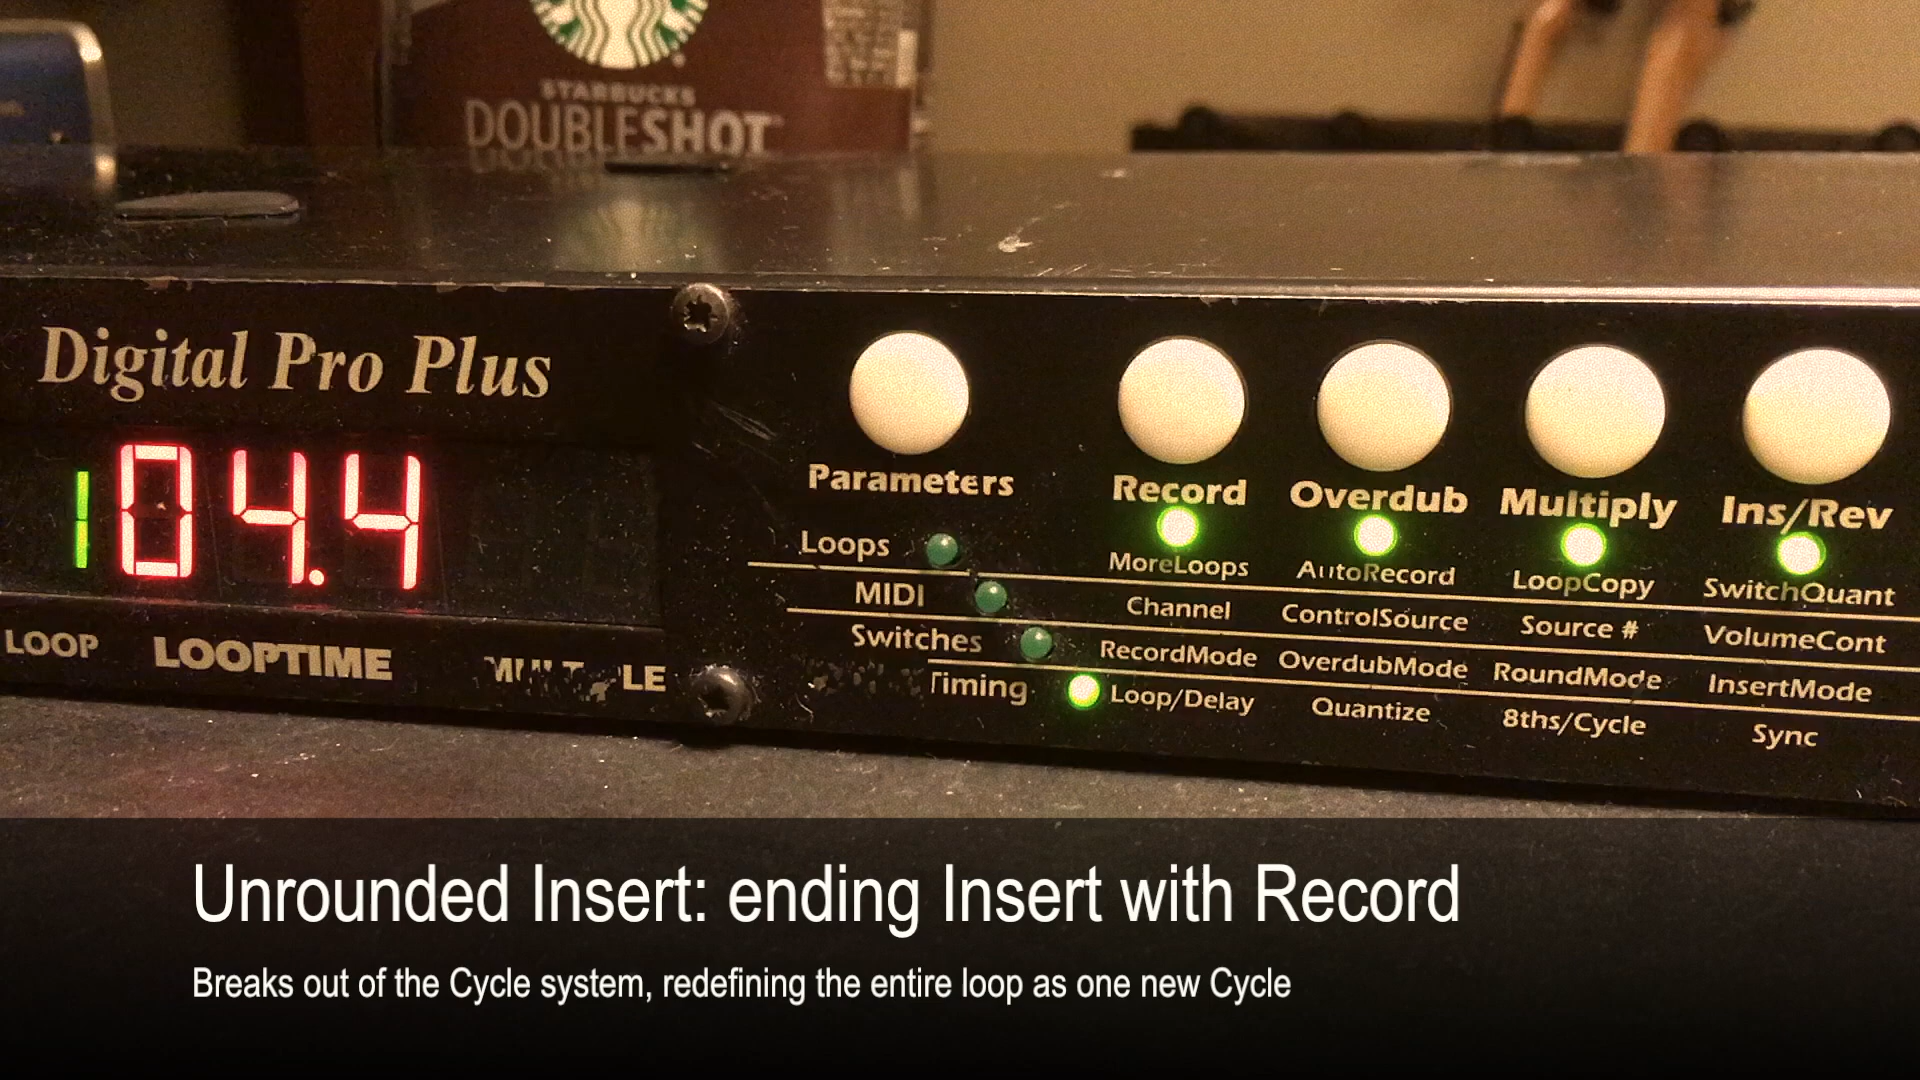 STARBUCKS
DOUBLESHOT
Digital Pro Plus
1 04.4
LOOP LOOPTIME
Parameters Record Overdub Multiply Ins/Rev
Loops MoreLoops AutoRecord LoopCopy SwitchQuant
MIDI Channel ControlSource Source # VolumeCont
Switches RecordMode OverdubMode RoundMode InsertMode
Timing Loop/Delay Quantize 8ths/Cycle Sync
Unrounded Insert: ending Insert with Record
Breaks out of the Cycle system, redefining the entire loop as one new Cycle